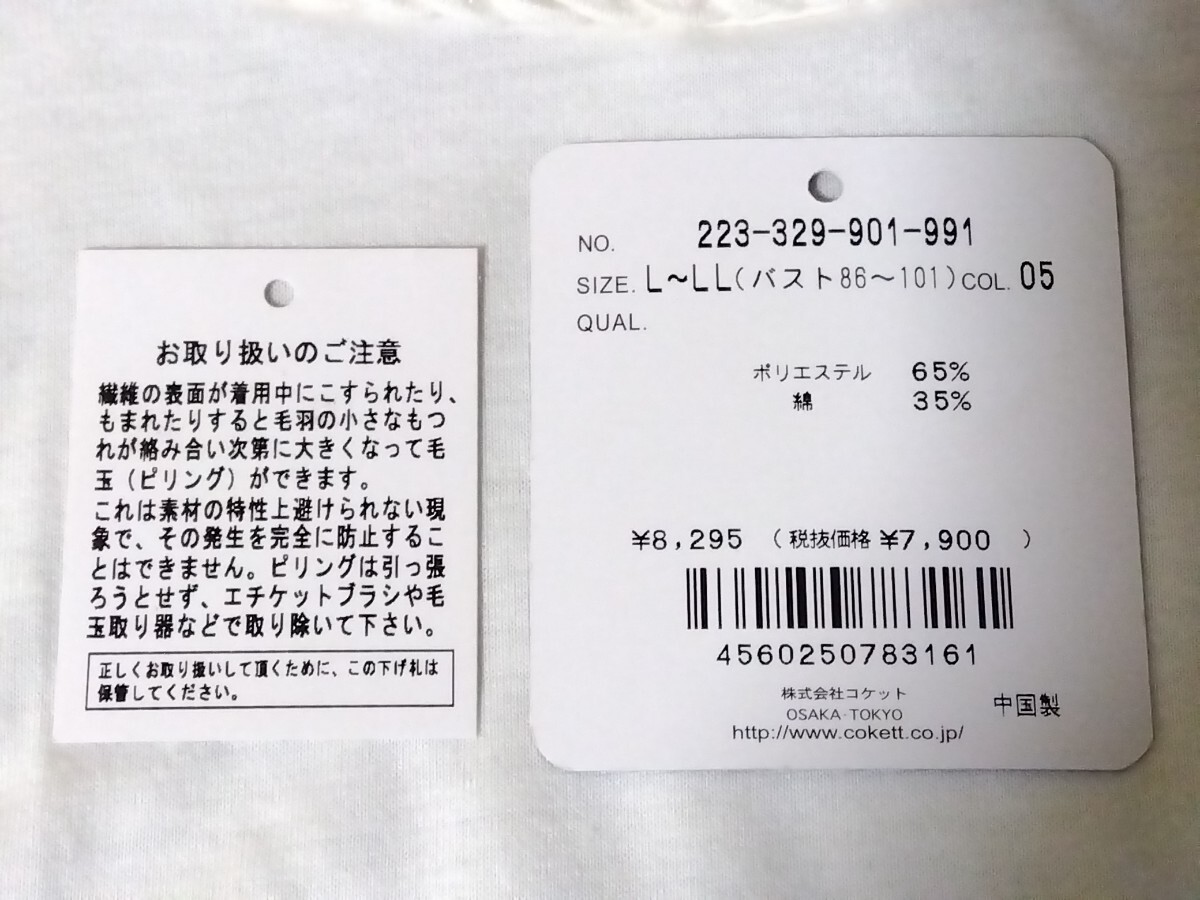 お取り扱いのご注意
繊維の表面が着用中にこすられたり、
もまれたりすると毛羽の小さなもつ
れが絡み合い次第に大きくなって毛
玉（ピリング）ができます。
これは素材の特性上避けられない現
象で、その発生を完全に防止するこ
とはできません。ピリングは引っ張
ろうとせず、エチケットブラシや毛
玉取り器などで取り除いて下さい。
正しくお取り扱いして頂くために、この下げ札は
保管してください。
NO. 223-329-901-991
SIZE. L~LL(バスト86～101) COL. 05
QUAL.
ポリエステル 65%
綿 35%
¥8,295 （税抜価格 ¥7,900 ）
4560250783161
株式会社コケット
OSAKA・TOKYO
中国製
http://www.cokett.co.jp/